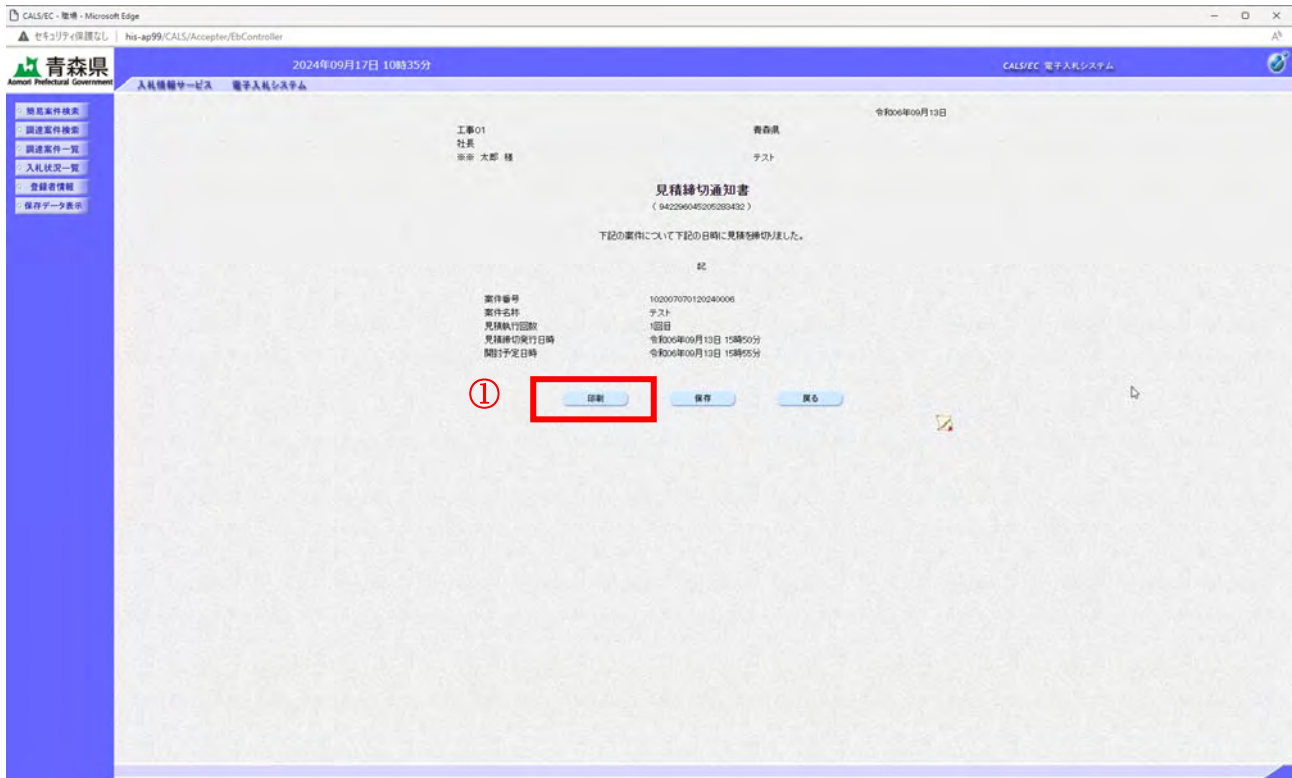 CALS/EC - 職場 - Microsoft Edge
セキュリティ保護なし his-ap99/CALS/Accepter/EbController
青森県
Aomori Prefectural Government
2024年09月17日 10時35分
CALS/EC 電子入札システム
入札情報サービス 電子入札システム
簡易案件検索
調達案件検索
調達案件一覧
入札状況一覧
登録者情報
保存データ表示
令和06年09月13日
工事01 青森県
社長
※※ 太郎 様 テスト
見積締切通知書
( 942296045205283432 )
下記の案件について下記の日時に見積を締切りました。
記
案件番号 102007070120240006
案件名称 テスト
見積執行回数 1回目
見積締切発行日時 令和06年09月13日 15時50分
開封予定日時 令和06年09月13日 15時55分
① 印刷 保存 戻る